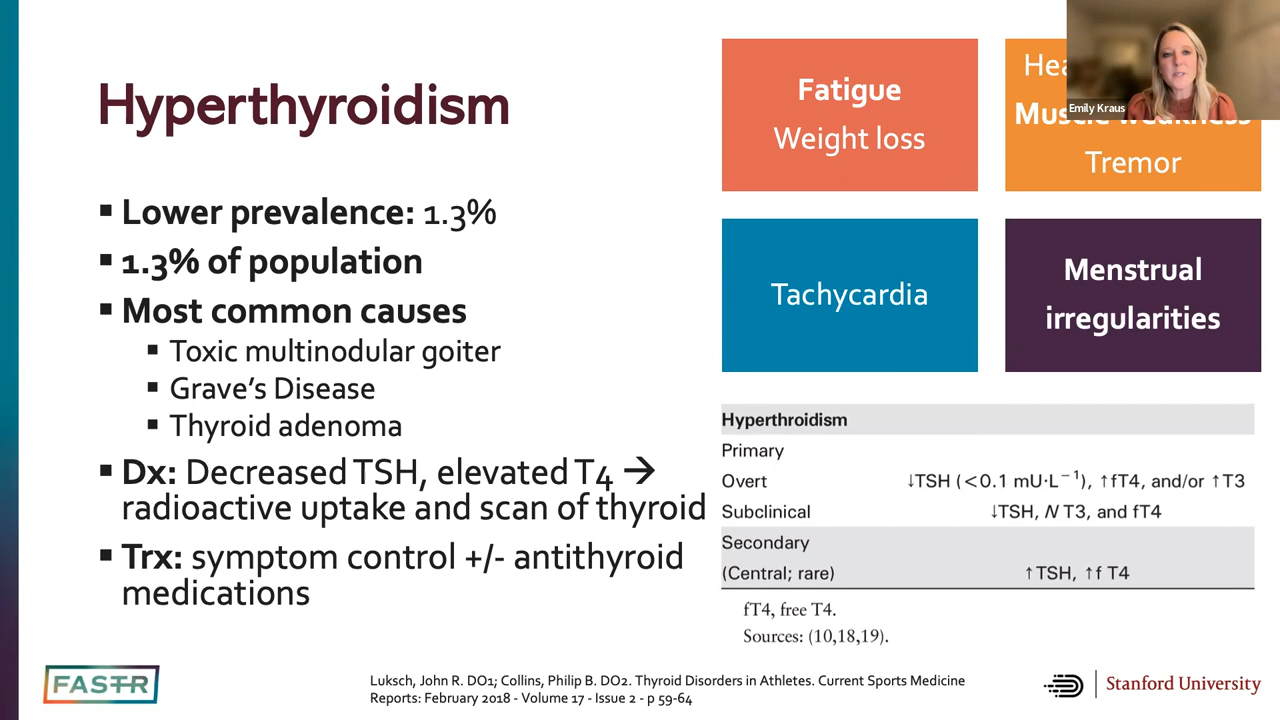 Hyperthyroidism
▪ Lower prevalence: 1.3%
▪ 1.3% of population
▪ Most common causes
▪ Toxic multinodular goiter
▪ Grave's Disease
▪ Thyroid adenoma
▪ Dx: Decreased TSH, elevated T4 →
radioactive uptake and scan of thyroid
▪ Trx: symptom control +/- antithyroid
medications
Fatigue
Weight loss
Emily Kraus
Muscle weakness
Tremor
Tachycardia
Menstrual
irregularities
Hyperthroidism
Primary
Overt ↓TSH (<0.1 mU·L⁻¹), ↑fT4, and/or ↑T3
Subclinical ↓TSH, N T3, and fT4
Secondary
(Central; rare) ↑TSH, ↑f T4
fT4, free T4.
Sources: (10,18,19).
FASTR
Luksch, John R. DO1; Collins, Philip B. DO2. Thyroid Disorders in Athletes. Current Sports Medicine
Reports: February 2018 - Volume 17 - Issue 2 - p 59-64
Stanford University